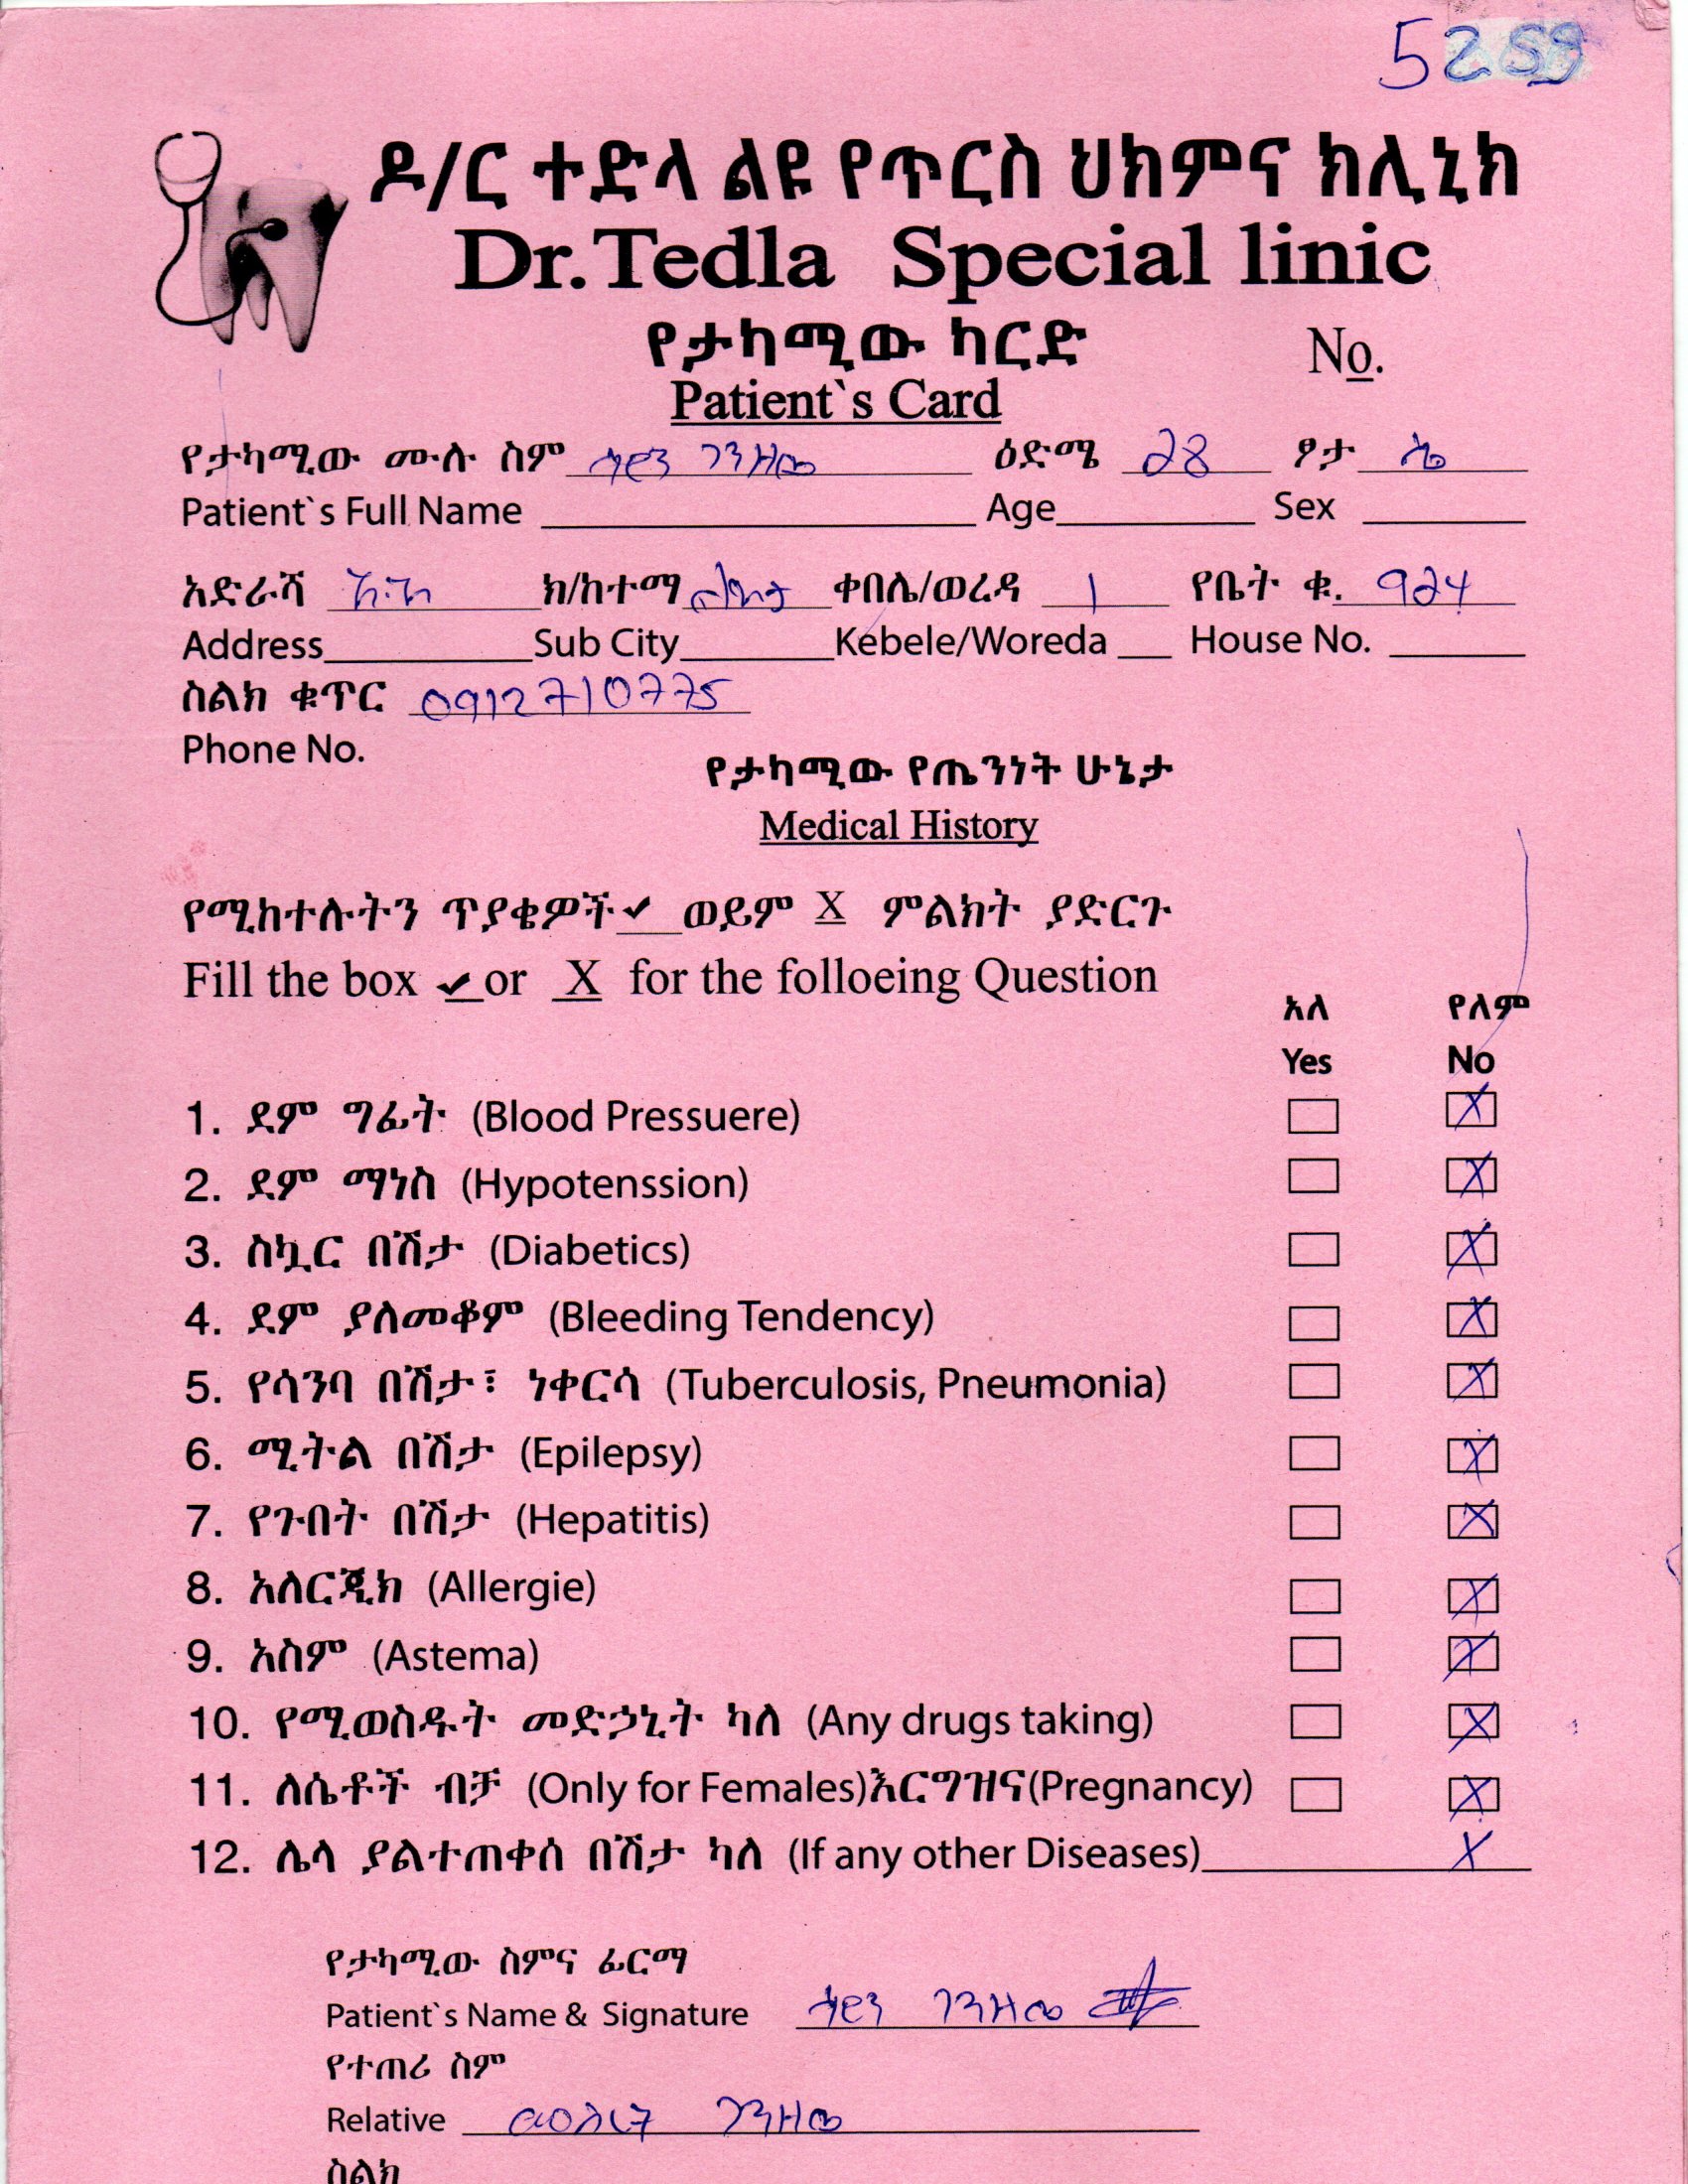 5259
ዶ/ር ተድላ ልዩ የጥርስ ህክምና ክሊኒክ
Dr.Tedla Special linic
የታካሚው ካርድ
No.
Patient`s Card
የታካሚው ሙሉ ስም ገንዘው ዕድሜ 28 ፆታ ሴ
Patient`s Full Name Age Sex
አድራሻ አ.አ ክ/ከተማ ቀበሌ/ወረዳ 1 የቤት ቁ. 924
Address Sub City Kebele/Woreda House No.
ስልክ ቁጥር 0912710775
Phone No.
የታካሚው የጤንነት ሁኔታ
Medical History
የሚከተሉትን ጥያቄዎች ✔ ወይም X ምልክት ያድርጉ
Fill the box ✔ or X for the folloeing Question
አለ የለም
Yes No
1. ደም ግፊት (Blood Pressuere) X
2. ደም ማነስ (Hypotenssion) X
3. ስኳር በሽታ (Diabetics) X
4. ደም ያለመቆም (Bleeding Tendency) X
5. የሳንባ በሽታ፣ ነቀርሳ (Tuberculosis, Pneumonia) X
6. ሚትል በሽታ (Epilepsy) X
7. የጉበት በሽታ (Hepatitis) X
8. አለርጂክ (Allergie) X
9. አስም (Astema) X
10. የሚወስዱት መድኃኒት ካለ (Any drugs taking) X
11. ለሴቶች ብቻ (Only for Females)እርግዝና(Pregnancy) X
12. ሌላ ያልተጠቀሰ በሽታ ካለ (If any other Diseases) X
የታካሚው ስምና ፊርማ
Patient`s Name & Signature ገንዘው
የተጠሪ ስም
Relative ገንዘው
ስልክ